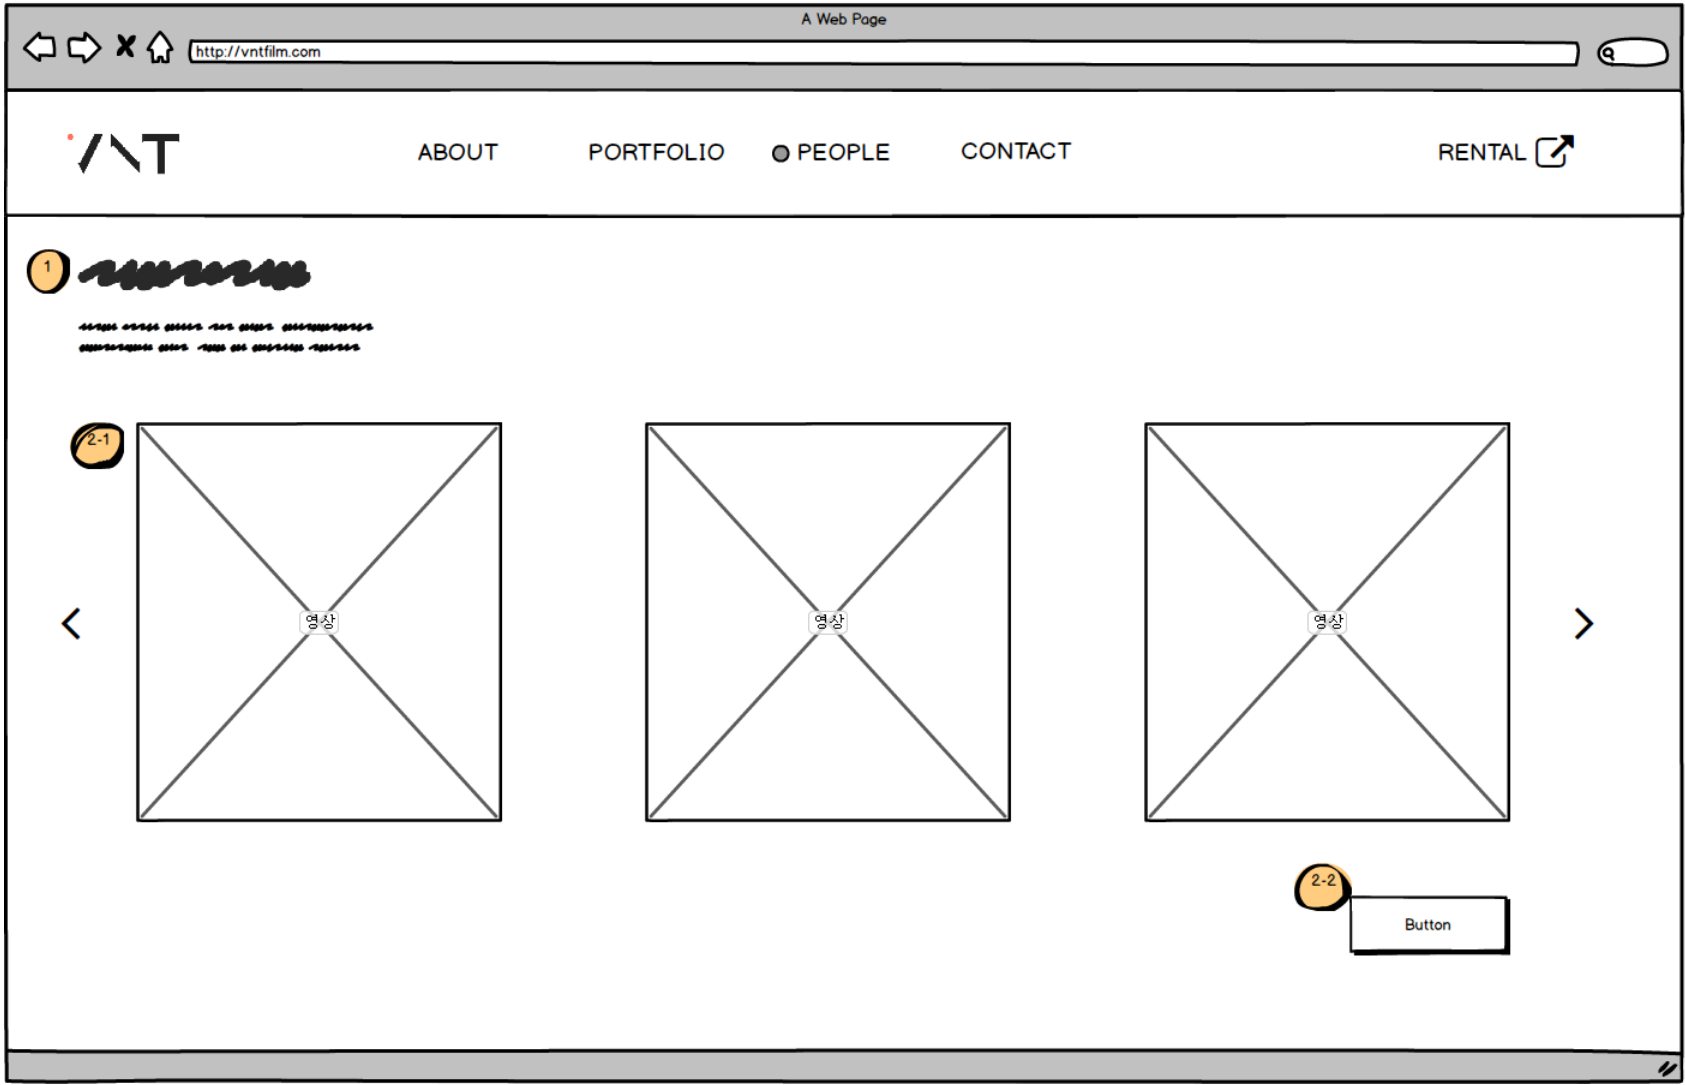 A Web Page
http://vntfilm.com
VNT
ABOUT PORTFOLIO PEOPLE CONTACT RENTAL
1
2-1
영상 영상 영상
2-2
Button